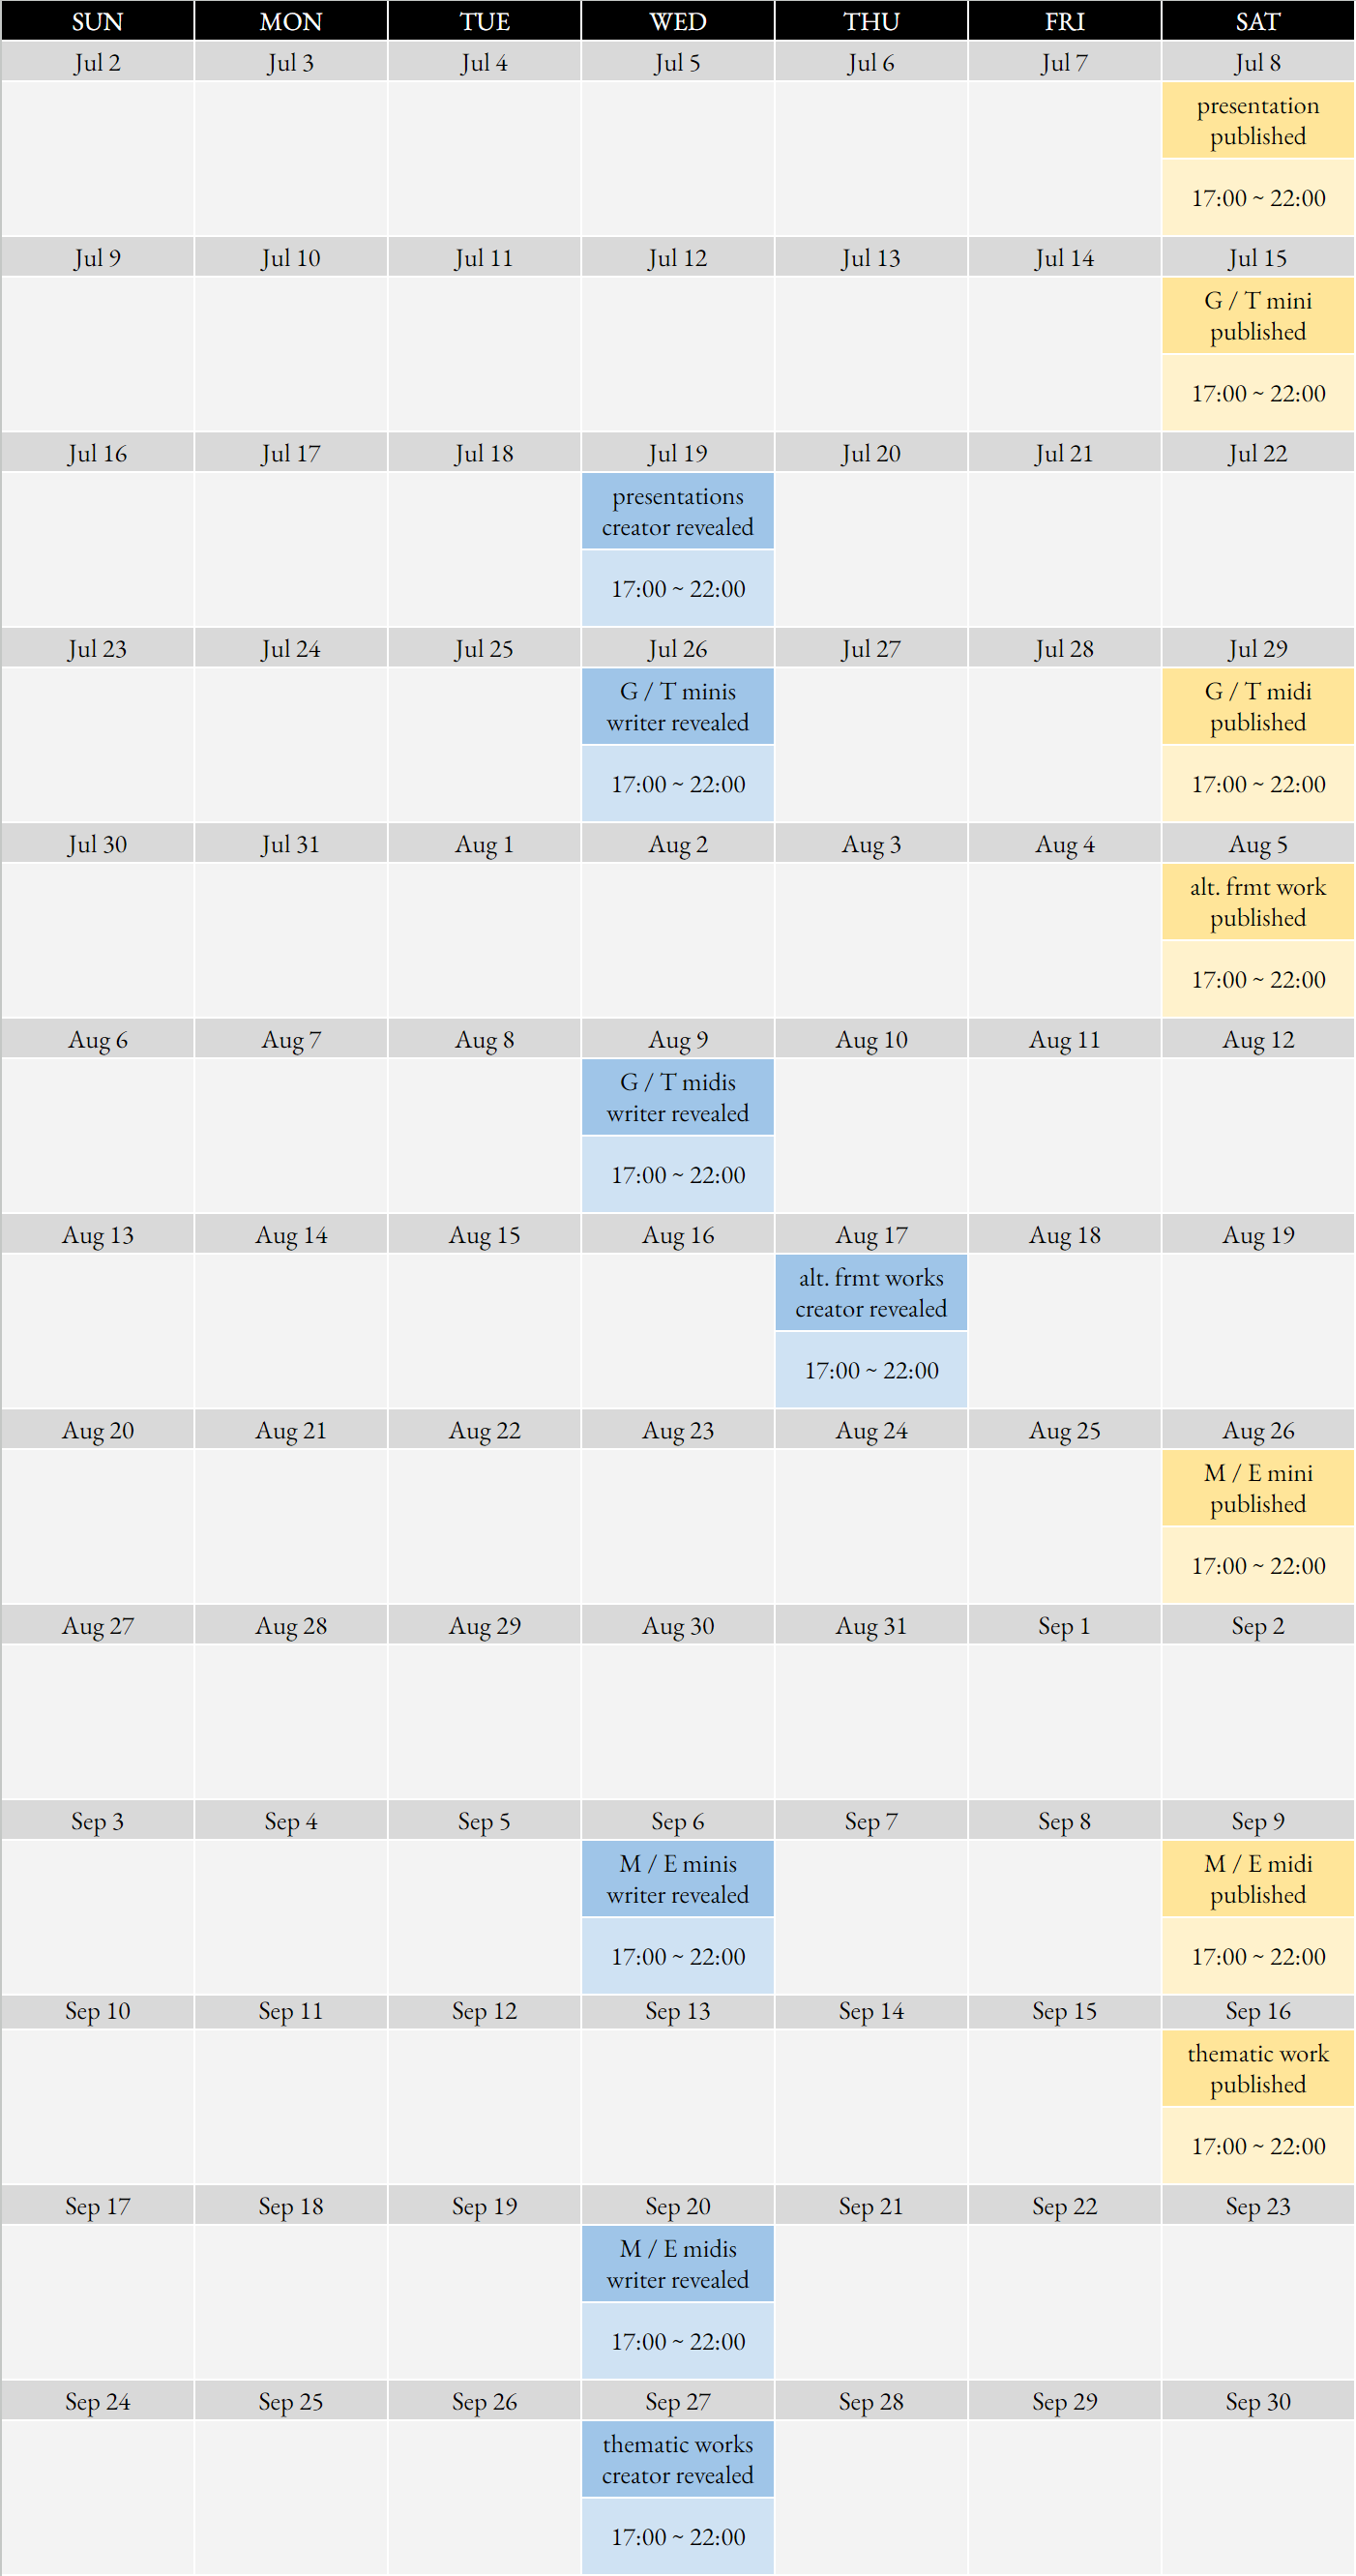 SUN MON TUE WED THU FRI SAT
Jul 2 Jul 3 Jul 4 Jul 5 Jul 6 Jul 7 Jul 8
presentation
published
17:00 ~ 22:00
Jul 9 Jul 10 Jul 11 Jul 12 Jul 13 Jul 14 Jul 15
G / T mini
published
17:00 ~ 22:00
Jul 16 Jul 17 Jul 18 Jul 19 Jul 20 Jul 21 Jul 22
presentations
creator revealed
17:00 ~ 22:00
Jul 23 Jul 24 Jul 25 Jul 26 Jul 27 Jul 28 Jul 29
G / T minis G / T midi
writer revealed published
17:00 ~ 22:00 17:00 ~ 22:00
Jul 30 Jul 31 Aug 1 Aug 2 Aug 3 Aug 4 Aug 5
alt. frmt work
published
17:00 ~ 22:00
Aug 6 Aug 7 Aug 8 Aug 9 Aug 10 Aug 11 Aug 12
G / T midis
writer revealed
17:00 ~ 22:00
Aug 13 Aug 14 Aug 15 Aug 16 Aug 17 Aug 18 Aug 19
alt. frmt works
creator revealed
17:00 ~ 22:00
Aug 20 Aug 21 Aug 22 Aug 23 Aug 24 Aug 25 Aug 26
M / E mini
published
17:00 ~ 22:00
Aug 27 Aug 28 Aug 29 Aug 30 Aug 31 Sep 1 Sep 2
Sep 3 Sep 4 Sep 5 Sep 6 Sep 7 Sep 8 Sep 9
M / E minis M / E midi
writer revealed published
17:00 ~ 22:00 17:00 ~ 22:00
Sep 10 Sep 11 Sep 12 Sep 13 Sep 14 Sep 15 Sep 16
thematic work
published
17:00 ~ 22:00
Sep 17 Sep 18 Sep 19 Sep 20 Sep 21 Sep 22 Sep 23
M / E midis
writer revealed
17:00 ~ 22:00
Sep 24 Sep 25 Sep 26 Sep 27 Sep 28 Sep 29 Sep 30
thematic works
creator revealed
17:00 ~ 22:00